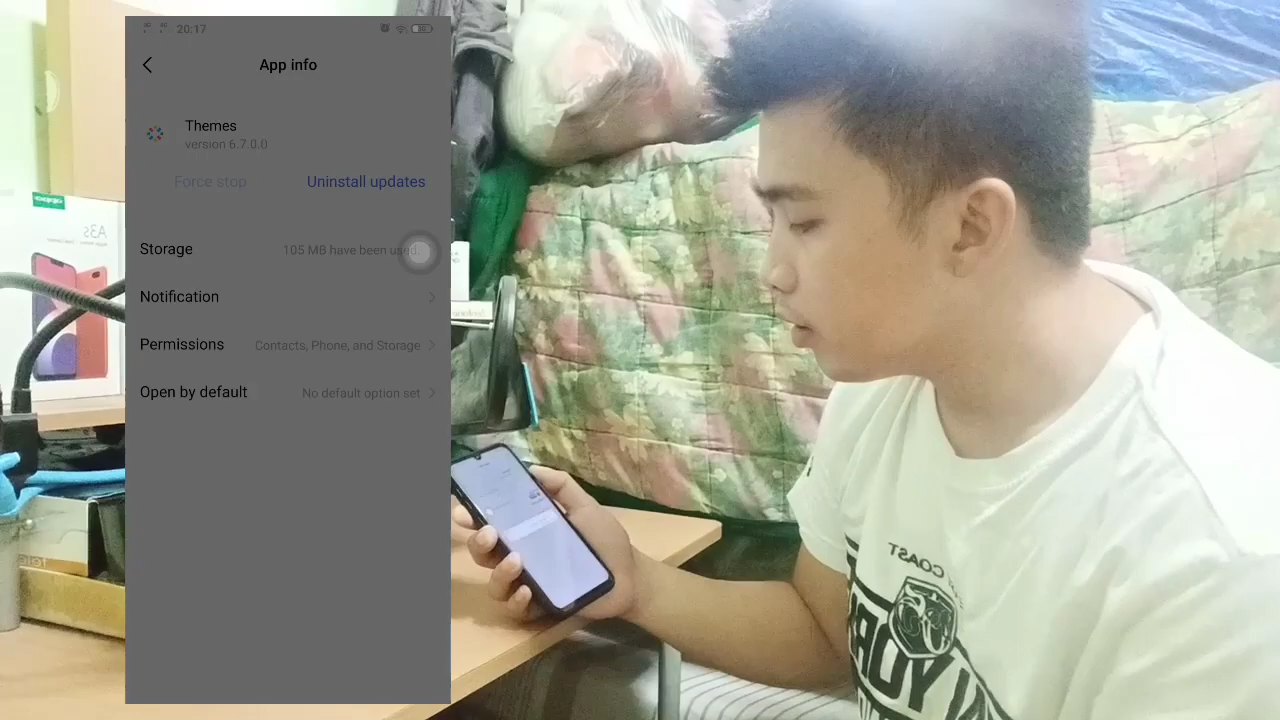 20:17
App info
Themes
version 6.7.0.0
Force stop
Uninstall updates
Storage
105 MB have been used
Notification
Permissions
Contacts, Phone, and Storage
Open by default
No default option set
A3s
COAST